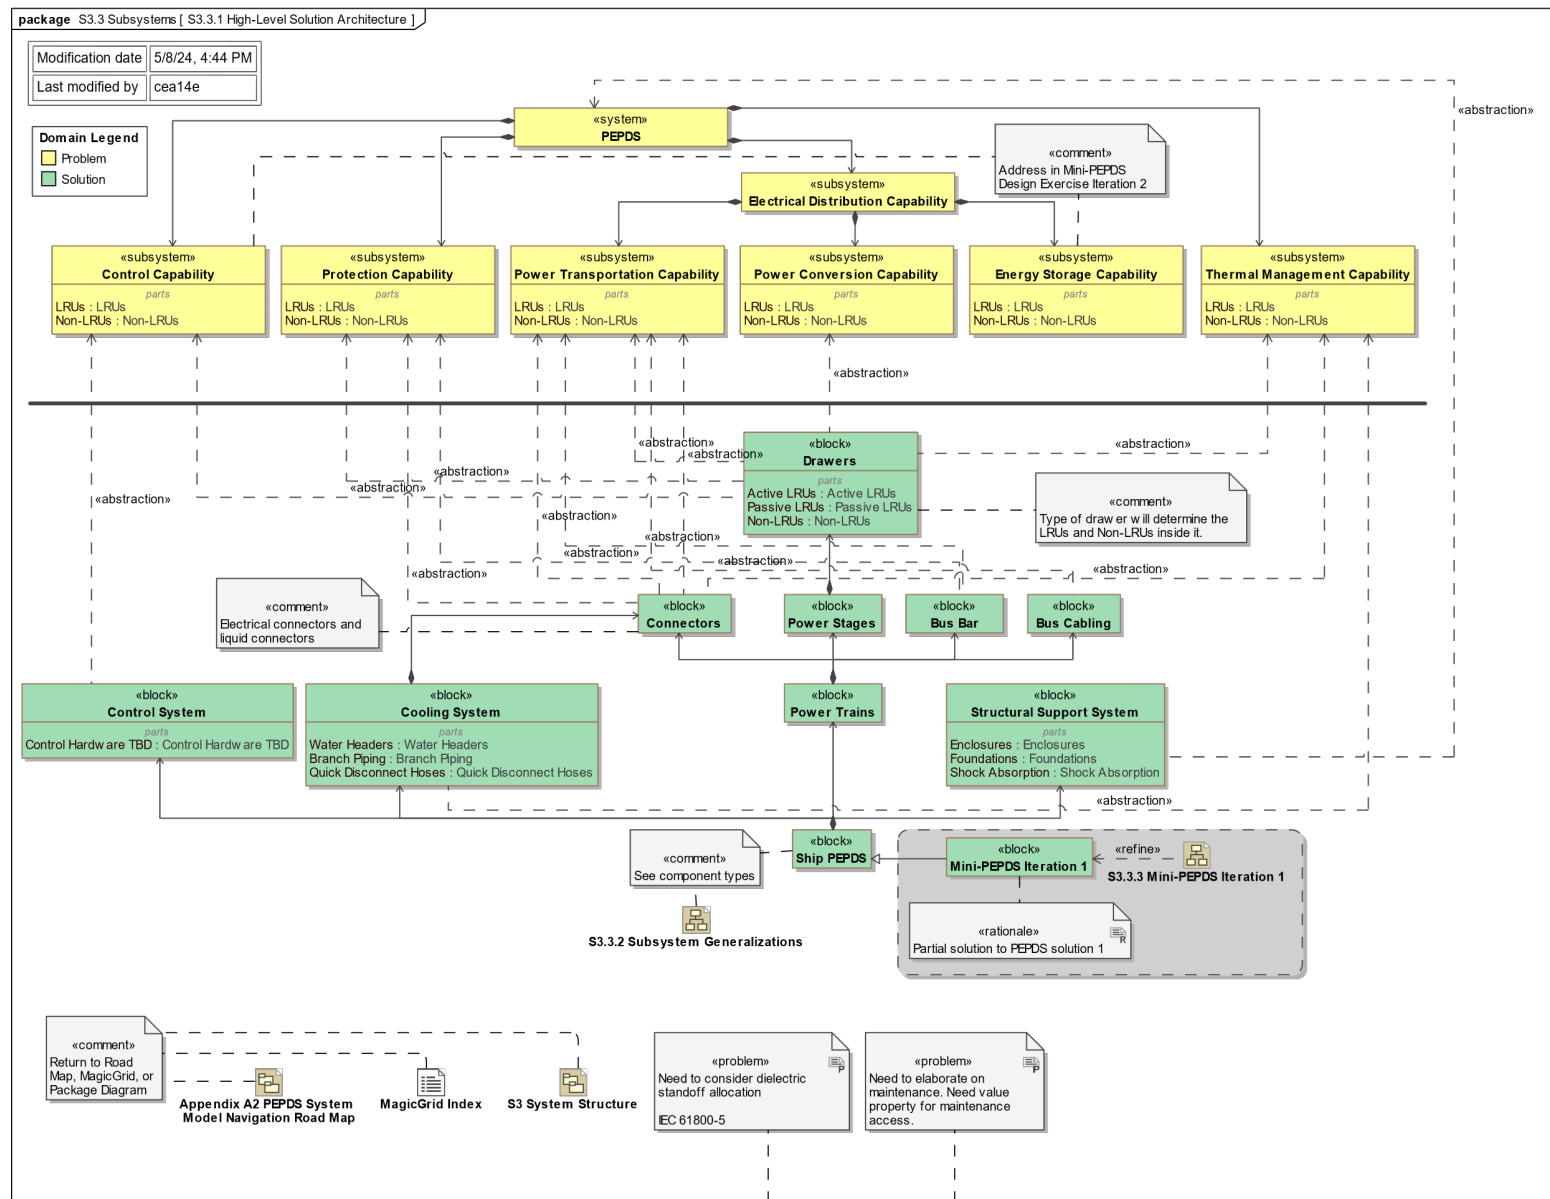 package S3.3 Subsystems [ S3.3.1 High-Level Solution Architecture ]
Modification date 5/8/24, 4:44 PM
Last modified by cea14e
Domain Legend
Problem
Solution
«abstraction»
«system»
PEPDS
«comment»
Address in Mini-PEPDS
Design Exercise Iteration 2
«subsystem»
Electrical Distribution Capability
«subsystem»
Control Capability
parts
LRUs : LRUs
Non-LRUs : Non-LRUs
«subsystem»
Protection Capability
parts
LRUs : LRUs
Non-LRUs : Non-LRUs
«subsystem»
Power Transportation Capability
parts
LRUs : LRUs
Non-LRUs : Non-LRUs
«subsystem»
Power Conversion Capability
parts
LRUs : LRUs
Non-LRUs : Non-LRUs
«subsystem»
Energy Storage Capability
parts
LRUs : LRUs
Non-LRUs : Non-LRUs
«subsystem»
Thermal Management Capability
parts
LRUs : LRUs
Non-LRUs : Non-LRUs
«abstraction»
«block»
Drawers
parts
Active LRUs : Active LRUs
Passive LRUs : Passive LRUs
Non-LRUs : Non-LRUs
«abstraction»
«abstraction»
«abstraction»
«abstraction»
«abstraction»
«abstraction»
«comment»
Type of drawer will determine the
LRUs and Non-LRUs inside it.
«abstraction»
«abstraction»
«abstraction»
«abstraction»
«abstraction»
«abstraction»
«comment»
Electrical connectors and
liquid connectors
«block»
Connectors
«block»
Power Stages
«block»
Bus Bar
«block»
Bus Cabling
«block»
Control System
parts
Control Hardware TBD : Control Hardware TBD
«block»
Cooling System
parts
Water Headers : Water Headers
Branch Piping : Branch Piping
Quick Disconnect Hoses : Quick Disconnect Hoses
«block»
Power Trains
«block»
Structural Support System
parts
Enclosures : Enclosures
Foundations : Foundations
Shock Absorption : Shock Absorption
«abstraction»
«comment»
See component types
«block»
Ship PEPDS
«block»
Mini-PEPDS Iteration 1
«refine»
S3.3.3 Mini-PEPDS Iteration 1
«rationale»
R
Partial solution to PEPDS solution 1
S3.3.2 Subsystem Generalizations
«comment»
Return to Road
Map, MagicGrid, or
Package Diagram
Appendix A2 PEPDS System
Model Navigation Road Map
MagicGrid Index
S3 System Structure
«problem»
P
Need to consider dielectric
standoff allocation
IEC 61800-5
«problem»
P
Need to elaborate on
maintenance. Need value
property for maintenance
access.